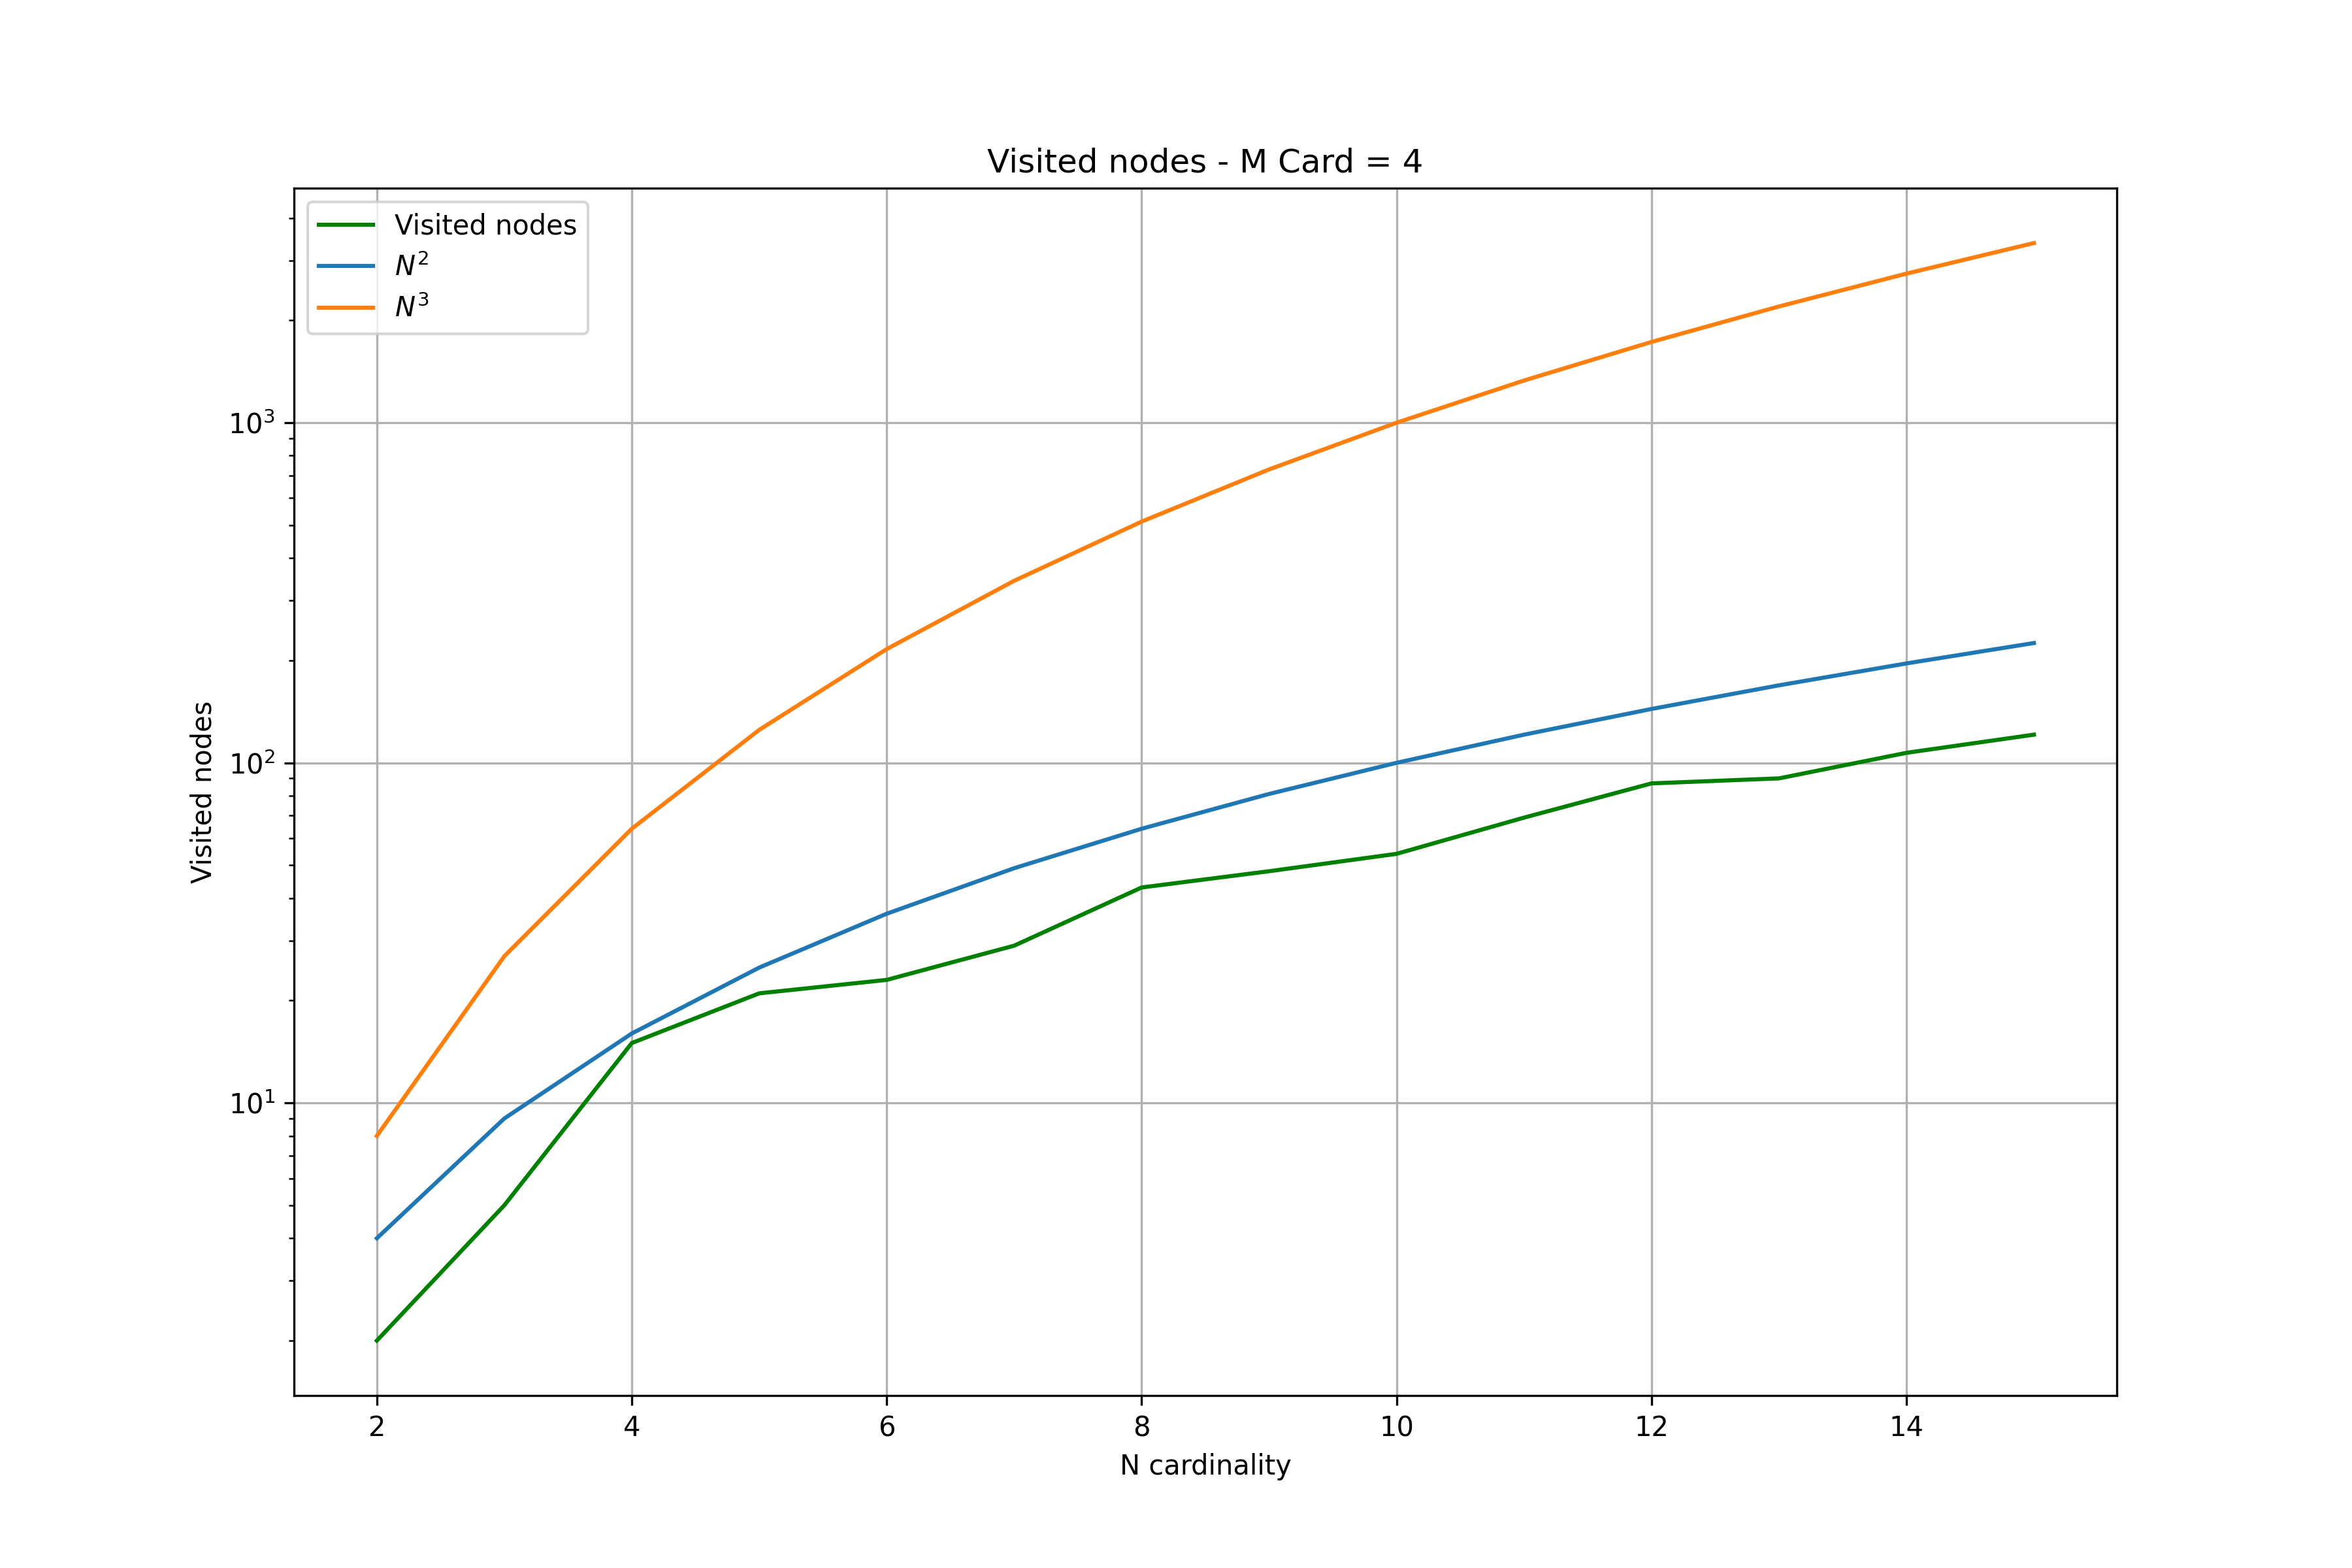 Visited nodes - M Card = 4
Visited nodes
N²
N³
10³
10²
10¹
Visited nodes
2 4 6 8 10 12 14
N cardinality